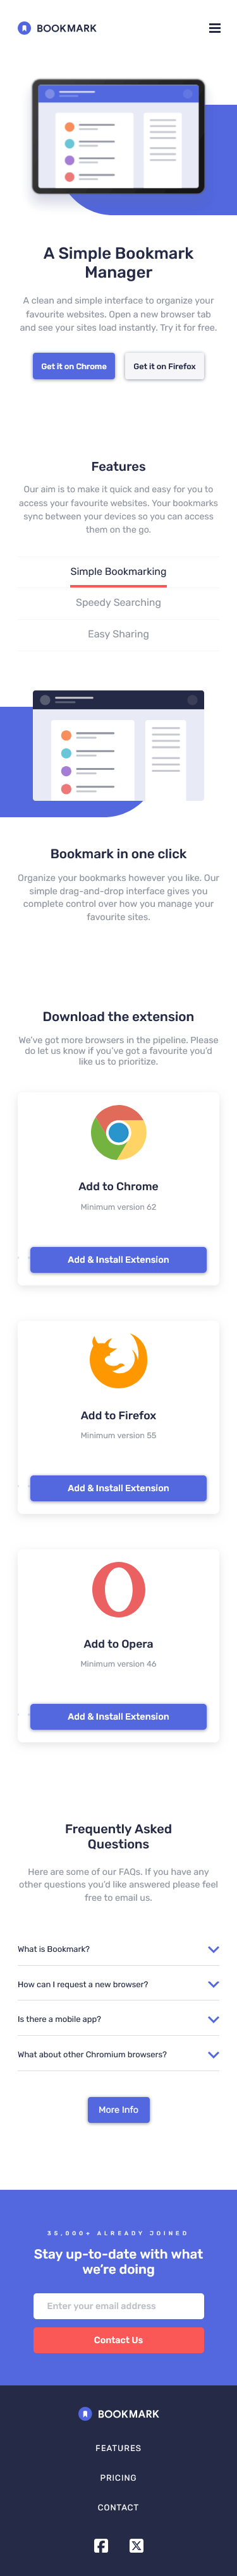 BOOKMARK
A Simple Bookmark
Manager
A clean and simple interface to organize your
favourite websites. Open a new browser tab
and see your sites load instantly. Try it for free.
Get it on Chrome
Get it on Firefox
Features
Our aim is to make it quick and easy for you to
access your favourite websites. Your bookmarks
sync between your devices so you can access
them on the go.
Simple Bookmarking
Speedy Searching
Easy Sharing
Bookmark in one click
Organize your bookmarks however you like. Our
simple drag-and-drop interface gives you
complete control over how you manage your
favourite sites.
Download the extension
We've got more browsers in the pipeline. Please
do let us know if you've got a favourite you'd
like us to prioritize.
Add to Chrome
Minimum version 62
Add & Install Extension
Add to Firefox
Minimum version 55
Add & Install Extension
Add to Opera
Minimum version 46
Add & Install Extension
Frequently Asked
Questions
Here are some of our FAQs. If you have any
other questions you'd like answered please feel
free to email us.
What is Bookmark?
How can I request a new browser?
Is there a mobile app?
What about other Chromium browsers?
More Info
35,000+ ALREADY JOINED
Stay up-to-date with what
we're doing
Enter your email address
Contact Us
BOOKMARK
FEATURES
PRICING
CONTACT